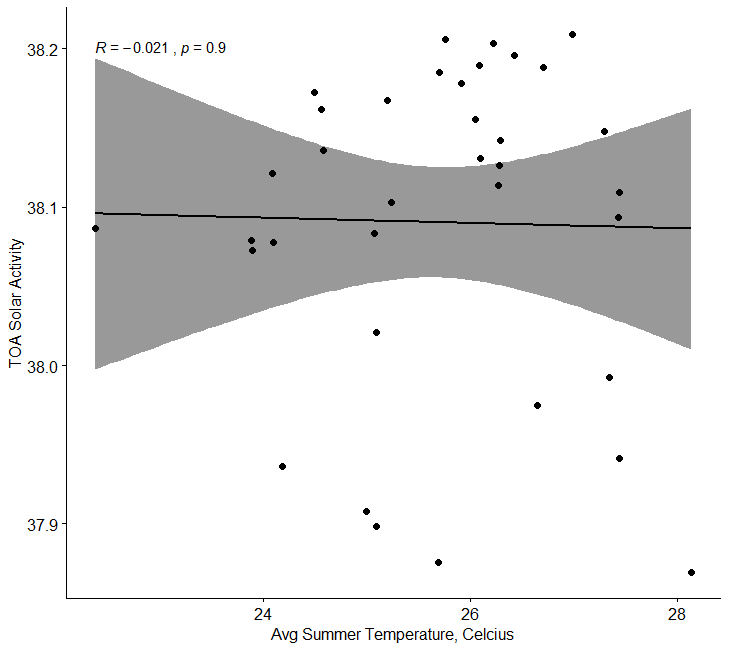 R = −0.021 , p = 0.9
38.2
38.1
38.0
37.9
TOA Solar Activity
24 26 28
Avg Summer Temperature, Celcius